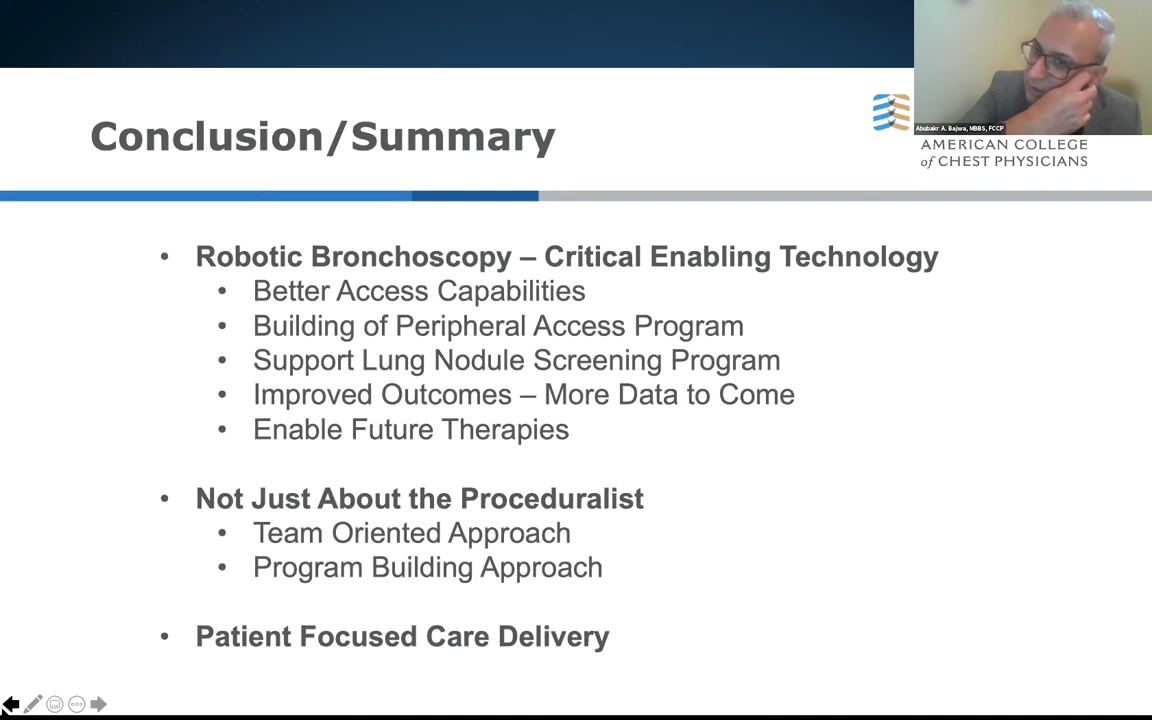 Abubakr A. Bajwa, MBBS, FCCP
Conclusion/Summary
AMERICAN COLLEGE
of CHEST PHYSICIANS
• Robotic Bronchoscopy – Critical Enabling Technology
• Better Access Capabilities
• Building of Peripheral Access Program
• Support Lung Nodule Screening Program
• Improved Outcomes – More Data to Come
• Enable Future Therapies
• Not Just About the Proceduralist
• Team Oriented Approach
• Program Building Approach
• Patient Focused Care Delivery